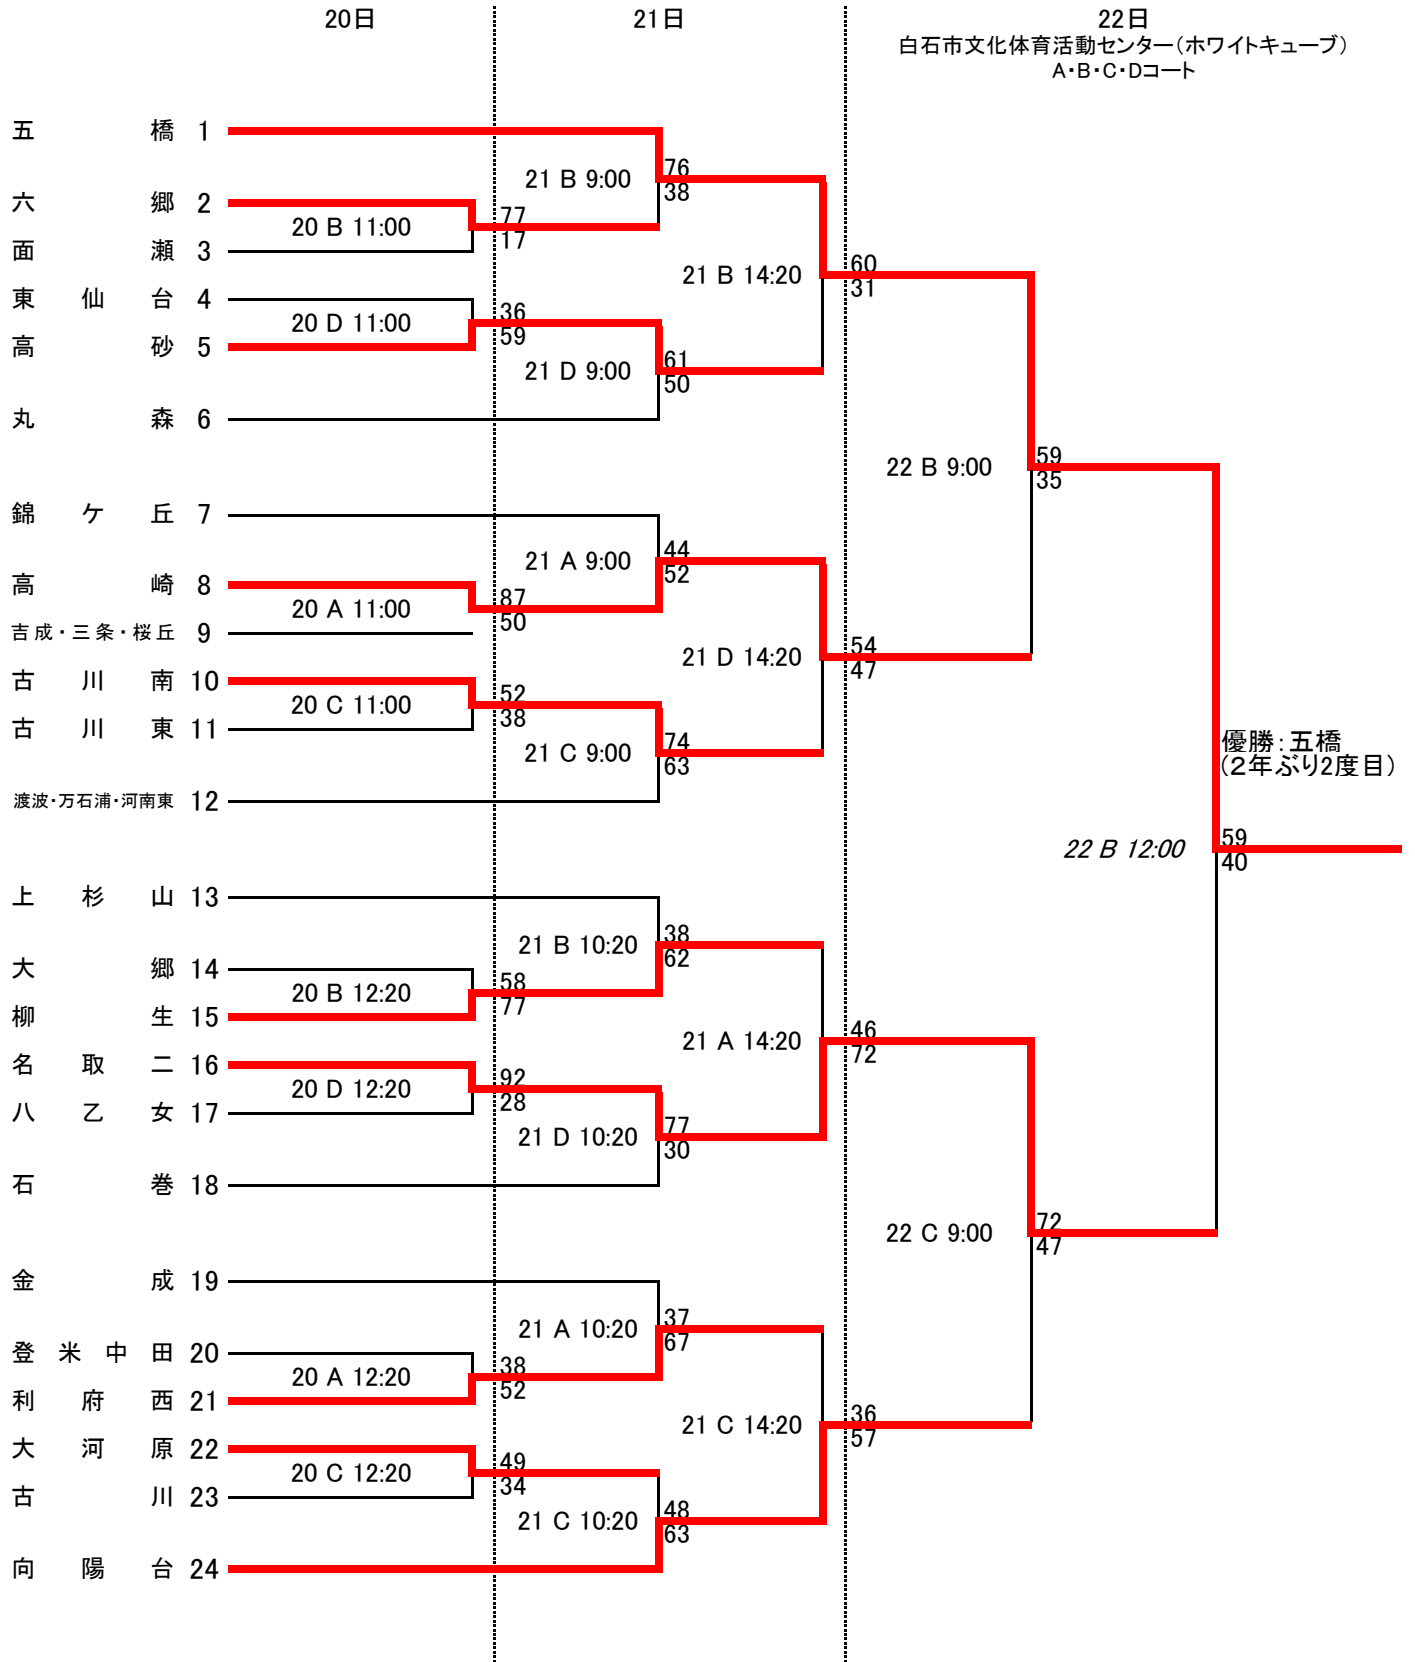 20日 21日 22日
白石市文化体育活動センター(ホワイトキューブ)
A・B・C・Dコート
五橋 1
21 B 9:00 76
38
六郷 2
20 B 11:00 77
17
面瀬 3
21 B 14:20 60
31
東仙台 4
20 D 11:00 36
59
高砂 5
21 D 9:00 61
50
丸森 6
22 B 9:00 59
35
錦ケ丘 7
21 A 9:00 44
52
高崎 8
20 A 11:00 87
50
吉成・三条・桜丘 9
21 D 14:20 54
47
古川南 10
20 C 11:00 52
38
古川東 11
21 C 9:00 74
63
優勝:五橋
(2年ぶり2度目)
渡波・万石浦・河南東 12
22 B 12:00 59
40
上杉山 13
21 B 10:20 38
62
大郷 14
20 B 12:20 58
77
柳生 15
21 A 14:20 46
72
名取二 16
20 D 12:20 92
28
八乙女 17
21 D 10:20 77
30
石巻 18
22 C 9:00 72
47
金成 19
21 A 10:20 37
67
登米中田 20
20 A 12:20 38
52
利府西 21
21 C 14:20 36
57
大河原 22
20 C 12:20 49
34
古川 23
21 C 10:20 48
63
向陽台 24